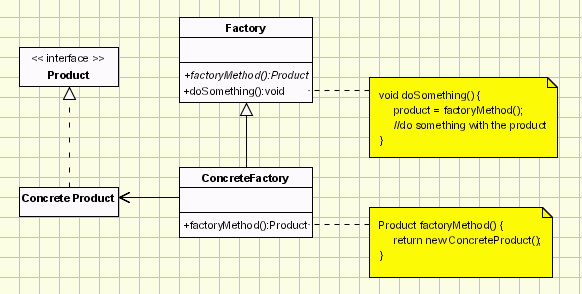 Factory
+factoryMethod():Product
+doSomething():void
<< interface >>
Product
void doSomething() {
product = factoryMethod();
//do something with the product
}
ConcreteFactory
+factoryMethod():Product
Concrete Product
Product factoryMethod() {
return new ConcreteProduct();
}